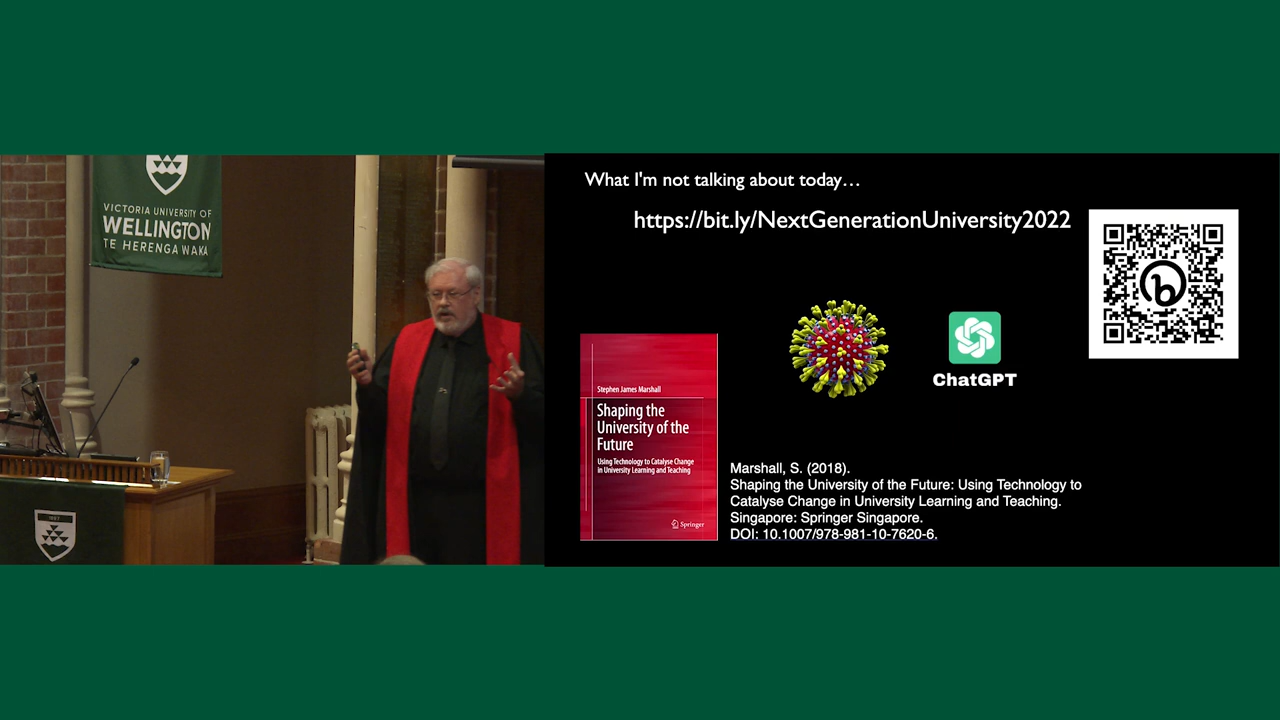 VICTORIA UNIVERSITY OF
WELLINGTON
TE HERENGA WAKA
What I'm not talking about today…
https://bit.ly/NextGenerationUniversity2022
ChatGPT
Stephen James Marshall
Shaping the
University of the
Future
Using Technology to Catalyse Change
in University Learning and Teaching
Springer
Marshall, S. (2018).
Shaping the University of the Future: Using Technology to
Catalyse Change in University Learning and Teaching.
Singapore: Springer Singapore.
DOI: 10.1007/978-981-10-7620-6.